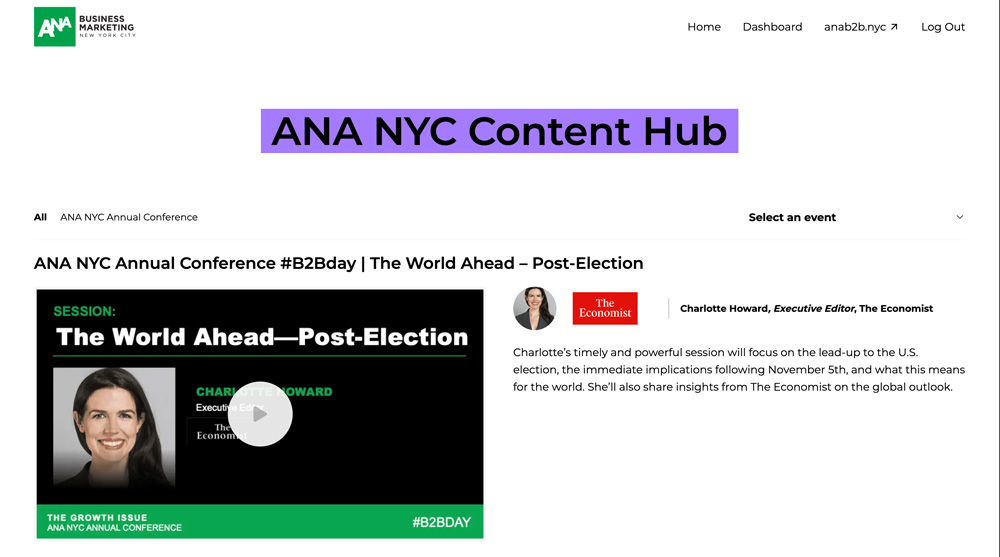 ANA
BUSINESS
MARKETING
NEW YORK CITY
Home
Dashboard
anab2b.nyc
Log Out
ANA NYC Content Hub
All
ANA NYC Annual Conference
Select an event
ANA NYC Annual Conference #B2Bday | The World Ahead – Post-Election
SESSION:
The World Ahead—Post-Election
CHARLOTTE HOWARD
Executive Editor
The
Economist
THE GROWTH ISSUE
ANA NYC ANNUAL CONFERENCE
#B2BDAY
The
Economist
Charlotte Howard, Executive Editor, The Economist
Charlotte’s timely and powerful session will focus on the lead-up to the U.S.
election, the immediate implications following November 5th, and what this means
for the world. She’ll also share insights from The Economist on the global outlook.